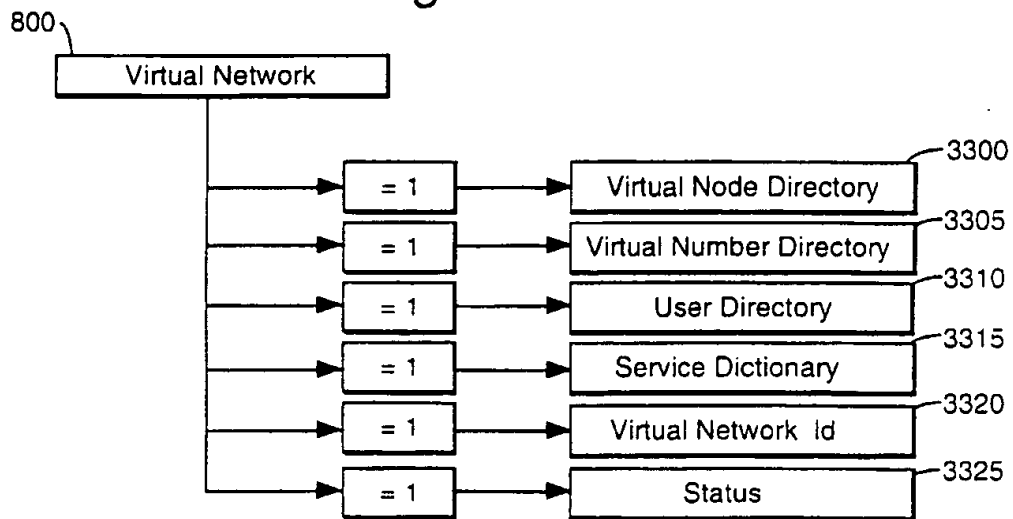 800
Virtual Network
= 1 Virtual Node Directory 3300
= 1 Virtual Number Directory 3305
= 1 User Directory 3310
= 1 Service Dictionary 3315
= 1 Virtual Network Id 3320
= 1 Status 3325